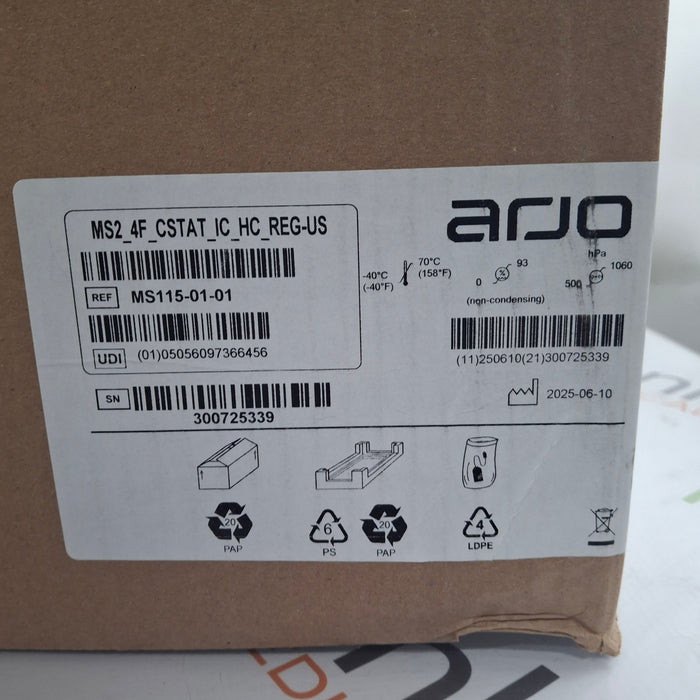 arjo
MS2_4F_CSTAT_IC_HC_REG-US
REF MS115-01-01
UDI (01)05056097366456
SN
300725339
-40°C
(-40°F)
70°C
(158°F)
0 % 93
(non-condensing)
hPa
500 1060
(11)250610(21)300725339
2025-06-10
20
PAP
6
PS
20
PAP
4
LDPE